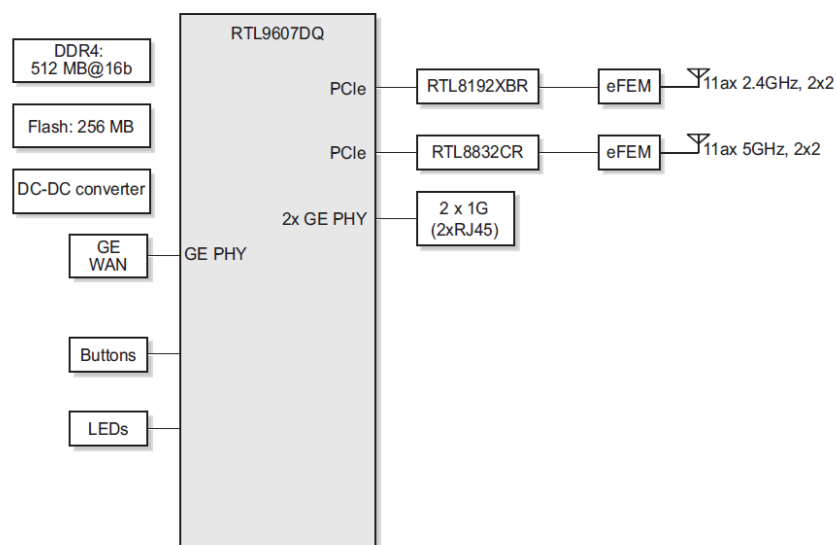 RTL9607DQ
DDR4:
512 MB@16b
PCIe
RTL8192XBR
eFEM
11ax 2.4GHz, 2x2
Flash: 256 MB
PCIe
RTL8832CR
eFEM
11ax 5GHz, 2x2
DC-DC converter
2x GE PHY
2 x 1G
(2xRJ45)
GE
WAN
GE PHY
Buttons
LEDs